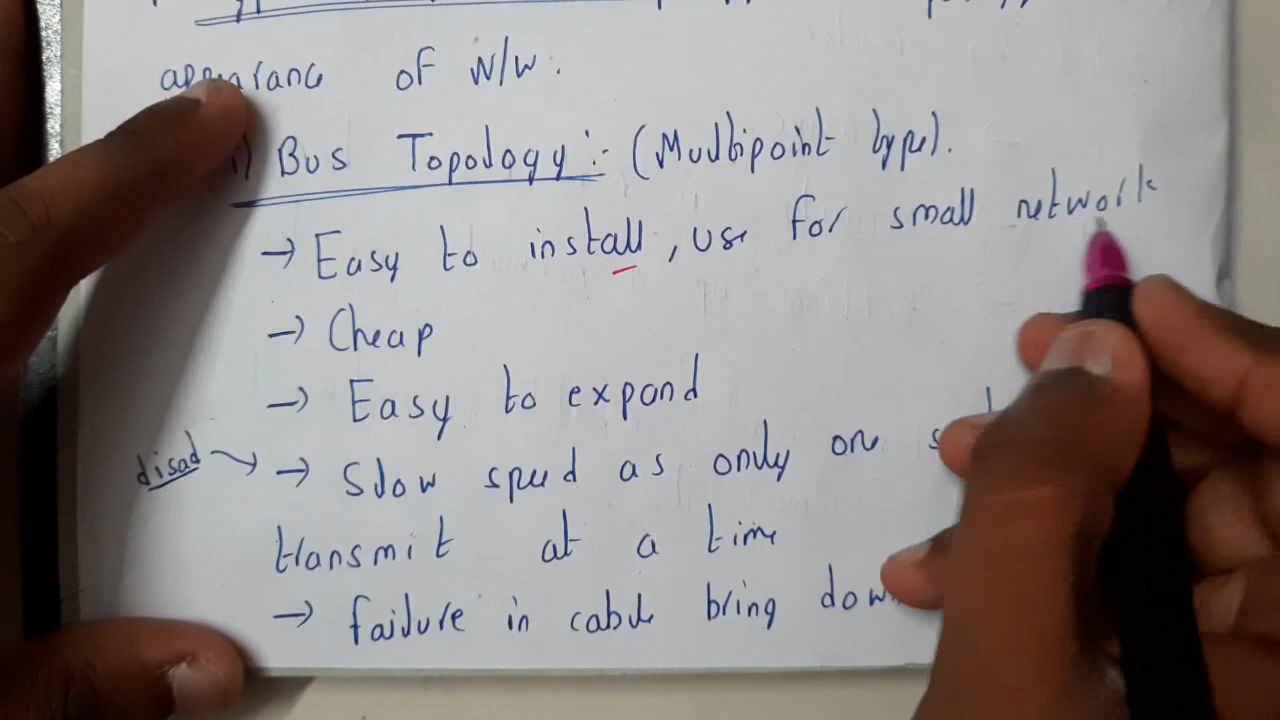 appearance of N/W.
i) Bus Topology :- (Multipoint type).
→ Easy to install, use for small network
→ Cheap
→ Easy to expand
disad → → Slow speed as only one
transmit at a time
→ failure in cable bring down